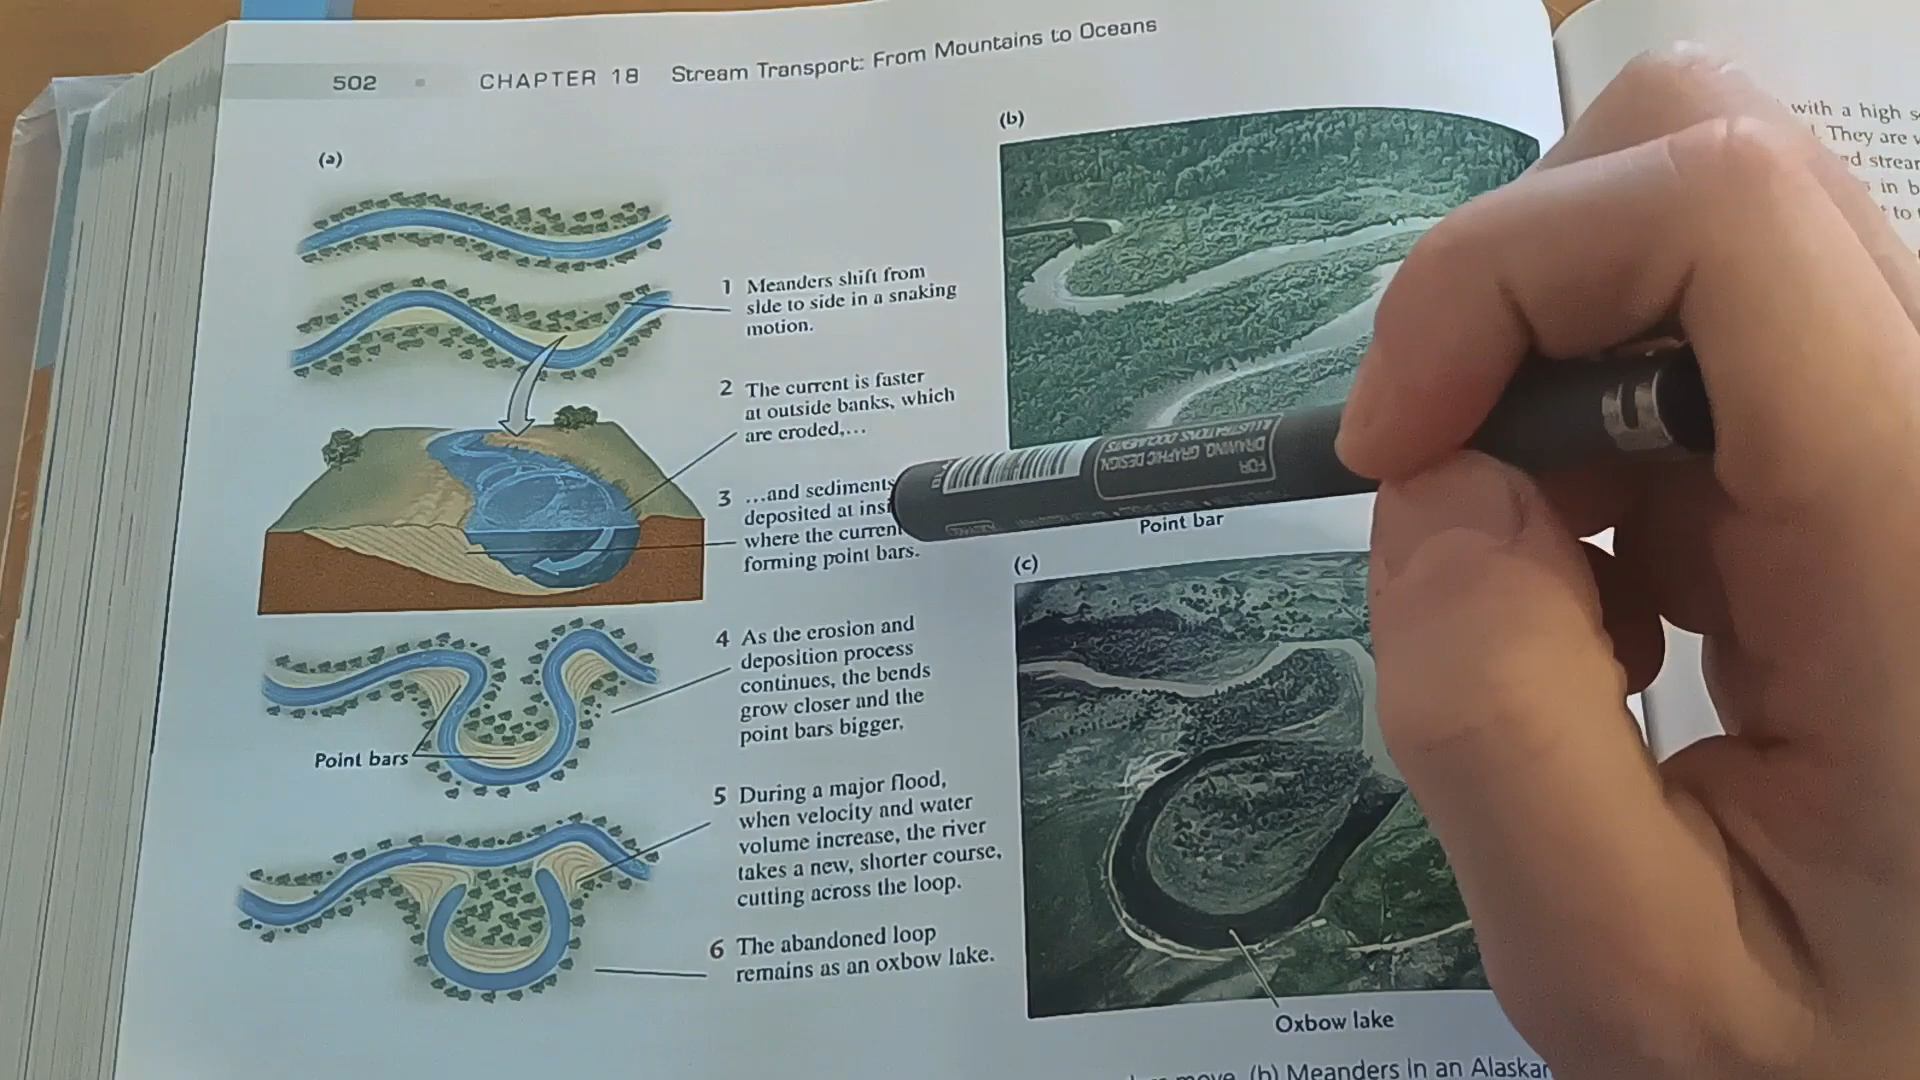 502 CHAPTER 18 Stream Transport: From Mountains to Oceans
(a)
1 Meanders shift from
side to side in a snaking
motion.
2 The current is faster
at outside banks, which
are eroded,...
3 ...and sediments
deposited at
where the current
forming point bars.
4 As the erosion and
deposition process
continues, the bends
grow closer and the
point bars bigger,
Point bars
5 During a major flood,
when velocity and water
volume increase, the river
takes a new, shorter course,
cutting across the loop.
6 The abandoned loop
remains as an oxbow lake.
(b)
FOR
DRAWING, GRAPHIC DESIGN,
ILLUSTRATIONS, DOCUMENTS
Point bar
(c)
Oxbow lake
move. (b) Meanders in an
with a high
They are
in
to